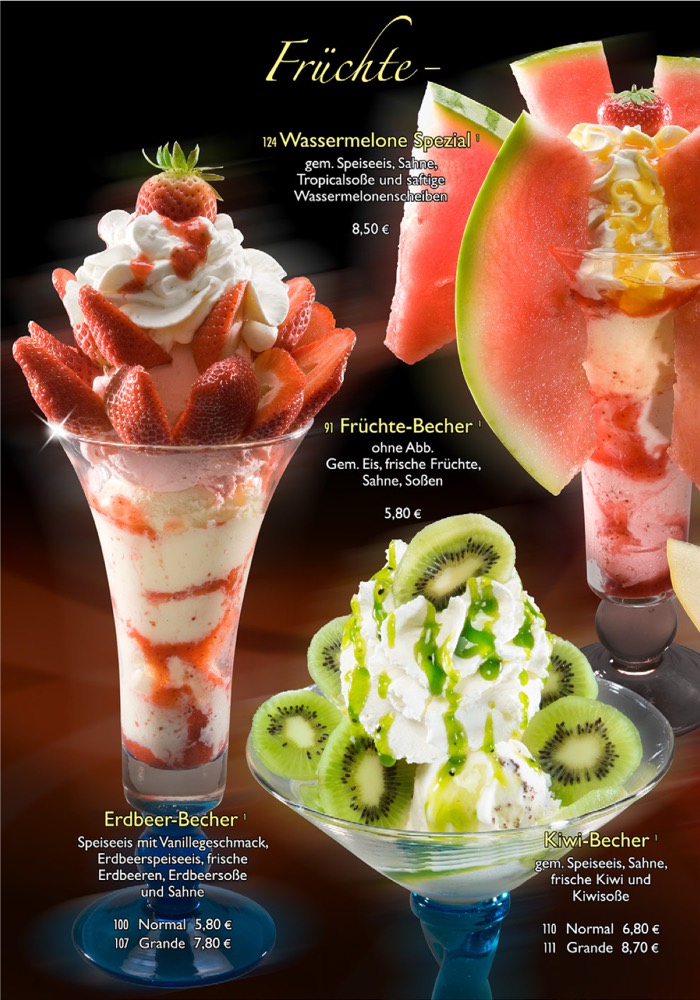 Früchte –
124 Wassermelone Spezial ¹
gem. Speiseeis, Sahne,
Tropicalsoße und saftige
Wassermelonenscheiben
8,50 €
91 Früchte-Becher ¹
ohne Abb.
Gem. Eis, frische Früchte,
Sahne, Soßen
5,80 €
Erdbeer-Becher ¹
Speiseeis mit Vanillegeschmack,
Erdbeerspeiseeis, frische
Erdbeeren, Erdbeersoße
und Sahne
100 Normal 5,80 €
107 Grande 7,80 €
Kiwi-Becher ¹
gem. Speiseeis, Sahne,
frische Kiwi und
Kiwisoße
110 Normal 6,80 €
111 Grande 8,70 €